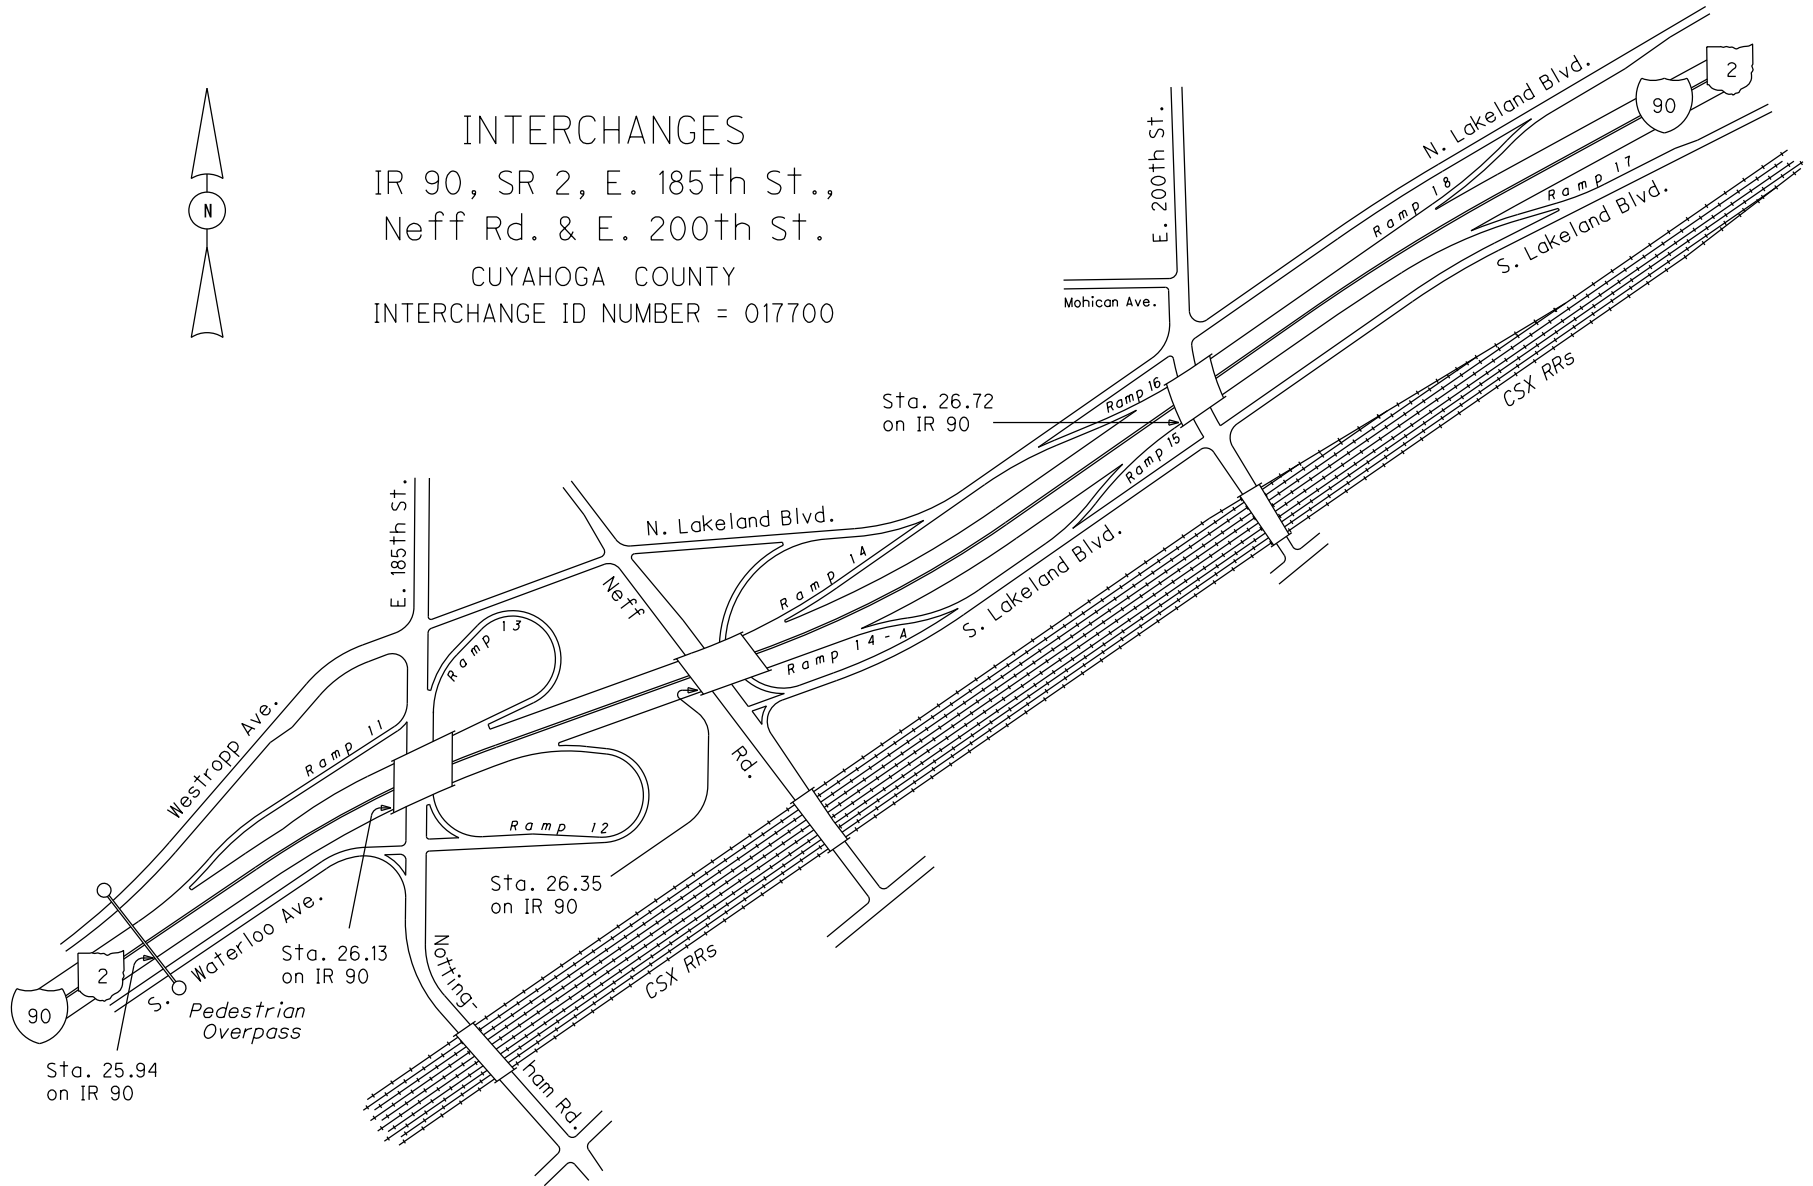 INTERCHANGES
IR 90, SR 2, E. 185th St.,
Neff Rd. & E. 200th St.
CUYAHOGA COUNTY
INTERCHANGE ID NUMBER = 017700
N
2
90
N. Lakeland Blvd.
E. 200th St.
Ramp 17
Ramp 18
S. Lakeland Blvd.
Mohican Ave.
CSX RRs
Ramp 16
Sta. 26.72
on IR 90
Ramp 15
E. 185th St.
N. Lakeland Blvd.
Ramp 14
S. Lakeland Blvd.
Neff
Ramp 13
Ramp 14-A
Westropp Ave.
Ramp 11
Rd.
Ramp 12
Sta. 26.35
on IR 90
S. Waterloo Ave.
Sta. 26.13
on IR 90
Notting-
ham Rd.
CSX RRs
2
90
Pedestrian
Overpass
Sta. 25.94
on IR 90